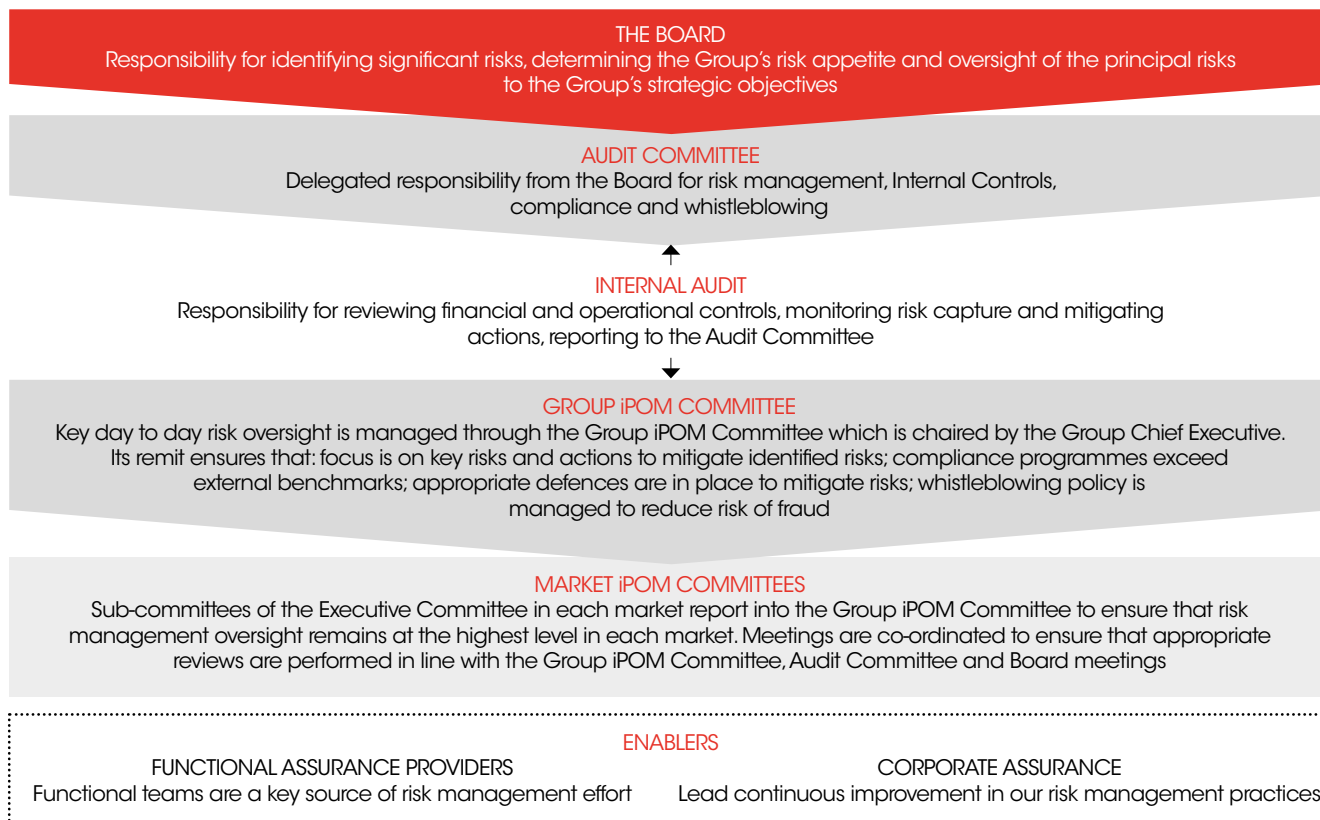 THE BOARD
Responsibility for identifying significant risks, determining the Group's risk appetite and oversight of the principal risks
to the Group's strategic objectives
AUDIT COMMITTEE
Delegated responsibility from the Board for risk management, Internal Controls,
compliance and whistleblowing
INTERNAL AUDIT
Responsibility for reviewing financial and operational controls, monitoring risk capture and mitigating
actions, reporting to the Audit Committee
GROUP iPOM COMMITTEE
Key day to day risk oversight is managed through the Group iPOM Committee which is chaired by the Group Chief Executive.
Its remit ensures that: focus is on key risks and actions to mitigate identified risks; compliance programmes exceed
external benchmarks; appropriate defences are in place to mitigate risks; whistleblowing policy is
managed to reduce risk of fraud
MARKET iPOM COMMITTEES
Sub-committees of the Executive Committee in each market report into the Group iPOM Committee to ensure that risk
management oversight remains at the highest level in each market. Meetings are co-ordinated to ensure that appropriate
reviews are performed in line with the Group iPOM Committee, Audit Committee and Board meetings
ENABLERS
FUNCTIONAL ASSURANCE PROVIDERS
Functional teams are a key source of risk management effort
CORPORATE ASSURANCE
Lead continuous improvement in our risk management practices